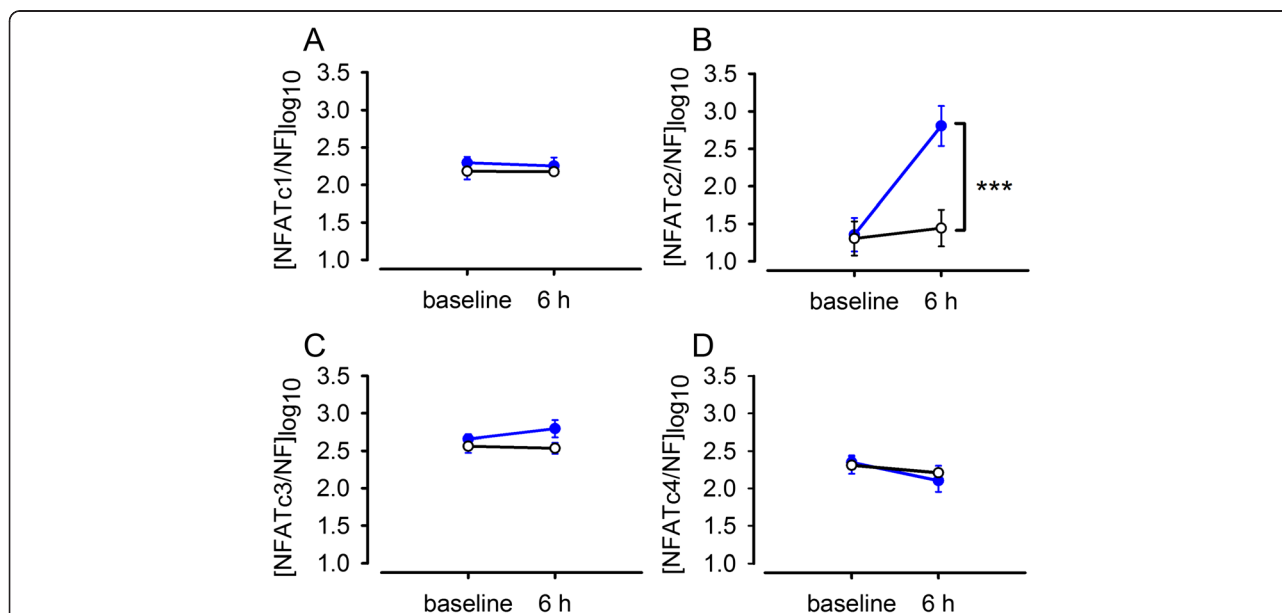 A
[NFATc1/NF]log10
3.5
3.0
2.5
2.0
1.5
1.0
baseline 6 h
B
[NFATc2/NF]log10
3.5
3.0
2.5
2.0
1.5
1.0
***
baseline 6 h
C
[NFATc3/NF]log10
3.5
3.0
2.5
2.0
1.5
1.0
baseline 6 h
D
[NFATc4/NF]log10
3.5
3.0
2.5
2.0
1.5
1.0
baseline 6 h